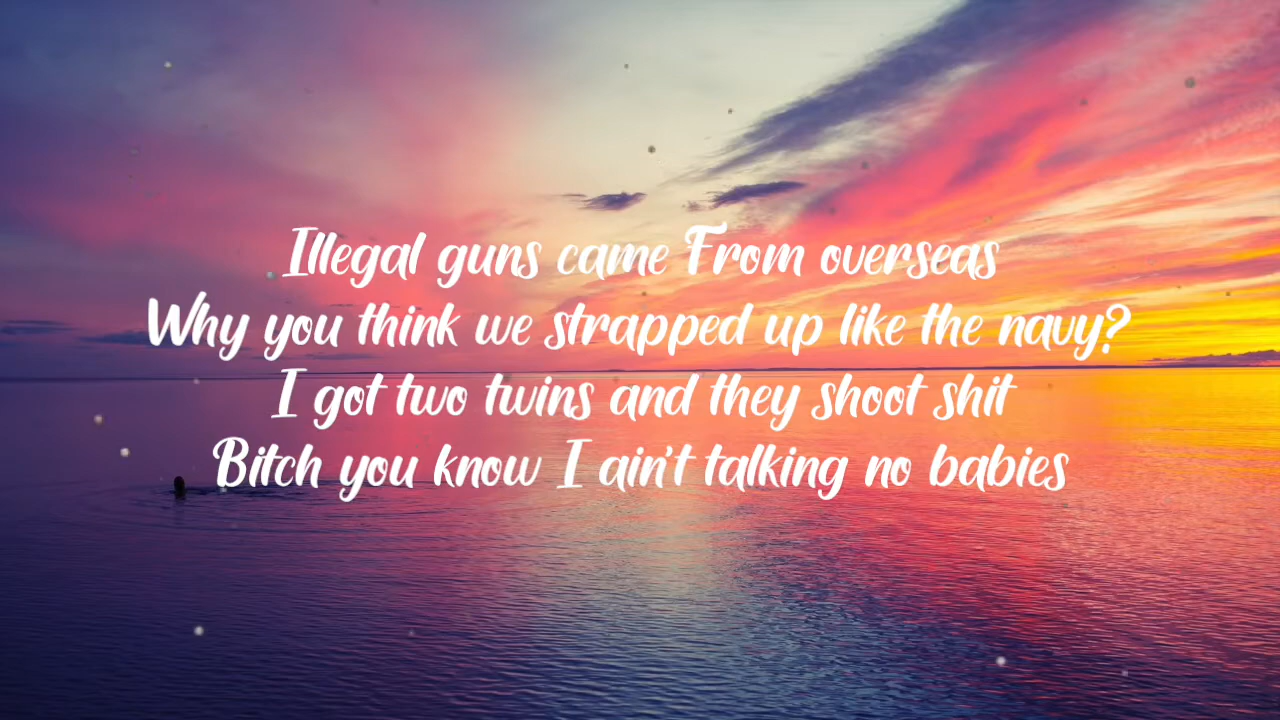 Illegal guns came From overseas
Why you think we strapped up like the navy?
I got two twins and they shoot shit
Bitch you know I ain't talking no babies